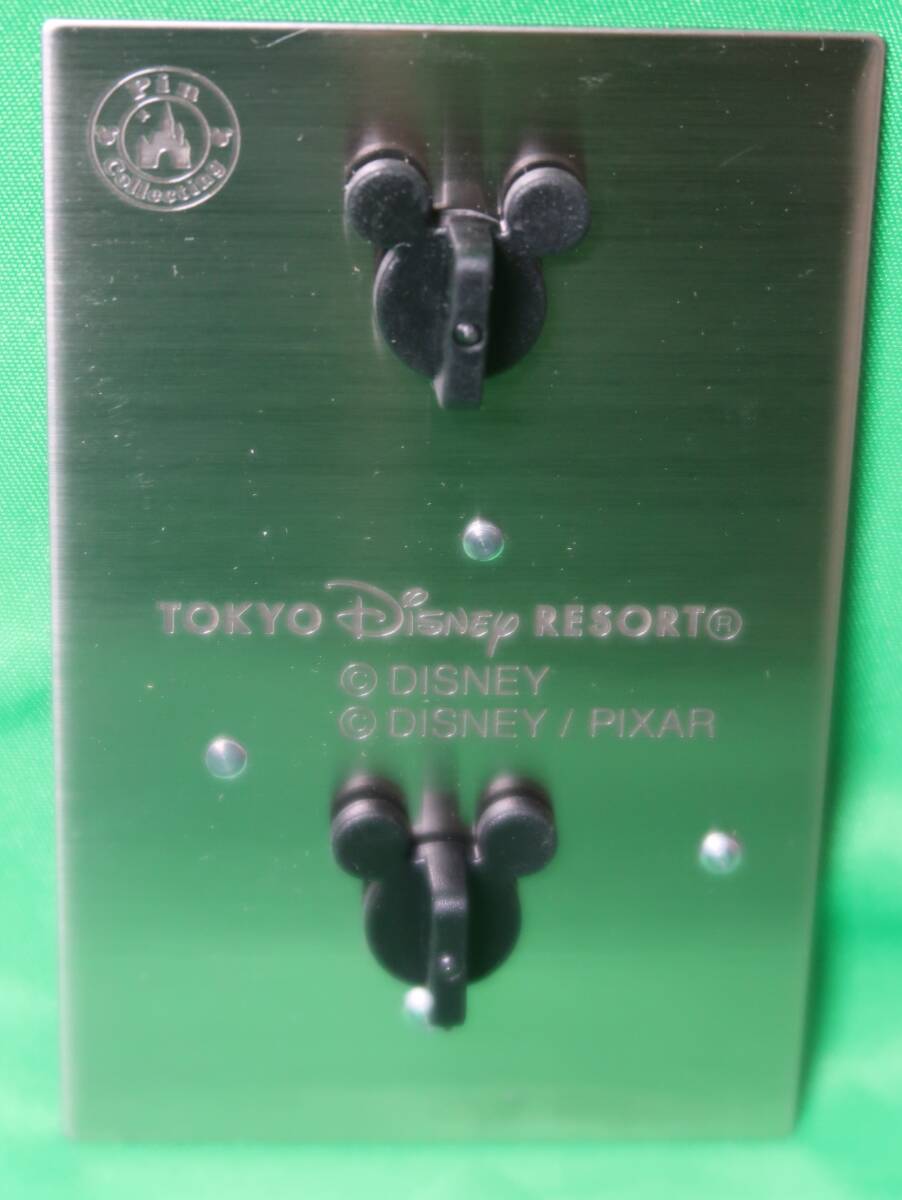 Pin
Collecting
TOKYO Disney RESORT®
© DISNEY
© DISNEY / PIXAR